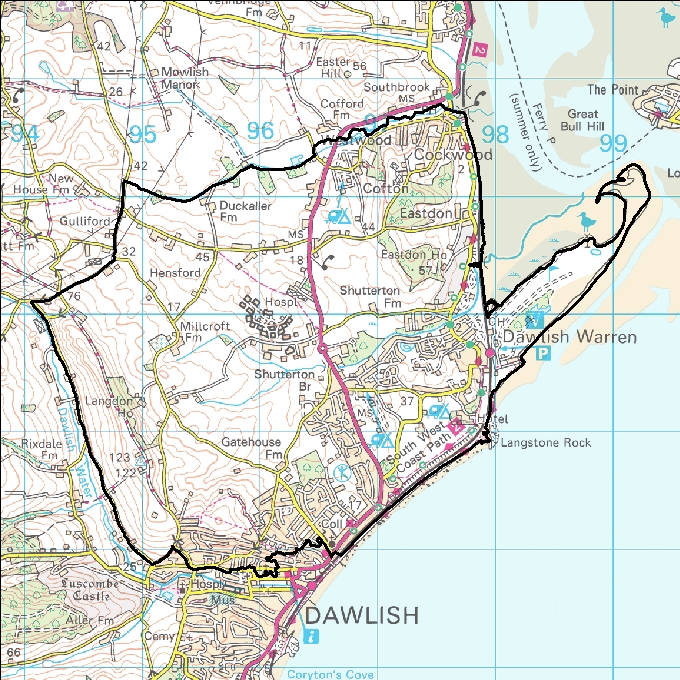 Fm
42
11
Easter
Hill
56
2
Mowlish
Manor
26
Southbrook
MS
Cofford
Fm
The Point
Great
Bull Hill
Ferry P
(summer only)
94
95
96
98
99
Cockwood
2
42
New
House Fm
Cofton
Duckaller
Fm
Eastdon
Gulliford
MS
44
32
45
18
Eastdon Ho
57
Hensford
76
17
Hospl
Shutterton
Fm
Millcroft
Fm
Dawlish Warren
P
Shutterton
Br
Langdon
Ho
MS
37
Hotel
Dawlish Water
Rixdale
Fm
123
122
Gatehouse
Fm
South West
Coast Path
Langstone Rock
17
Coll
25
Luscombe
Castle
Hospl
Mus
Aller Fm
DAWLISH
Cemy
i
66
Coryton's Cove